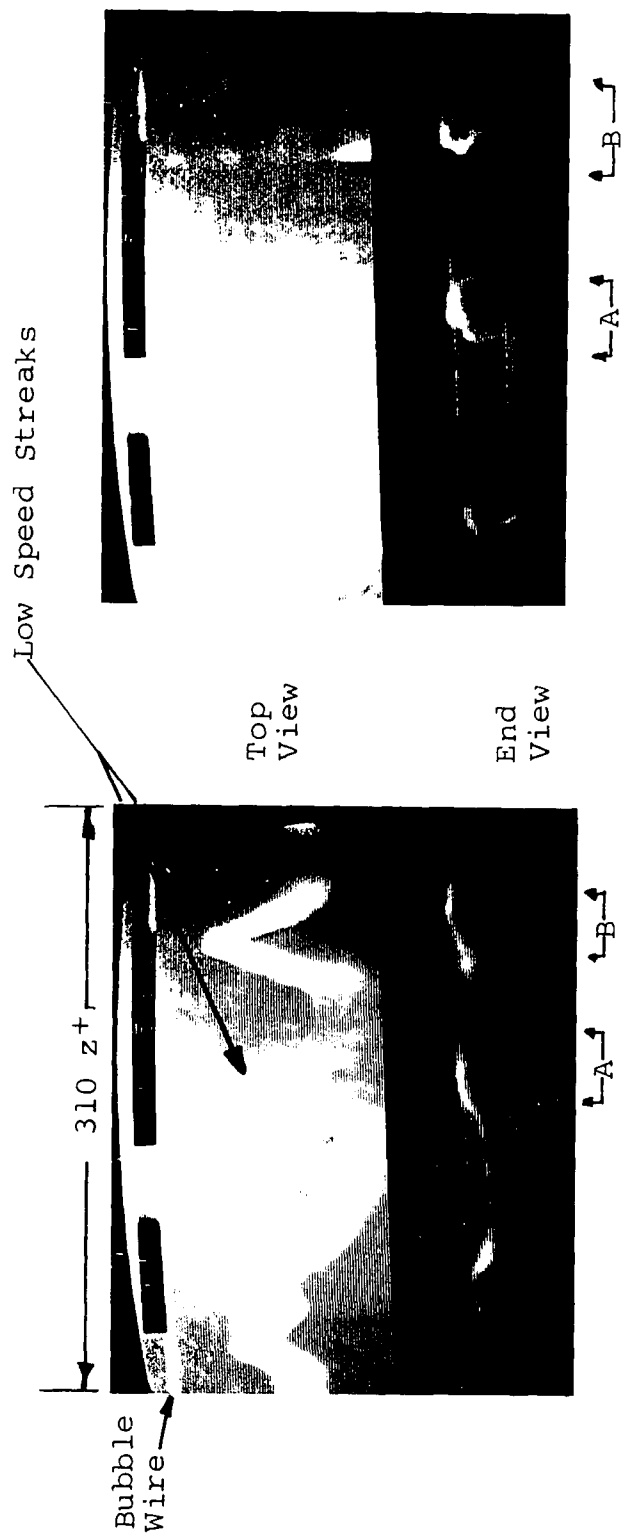 Low Speed Streaks
310 z+
Bubble
Wire
Top
View
End
View
A
B
A
B